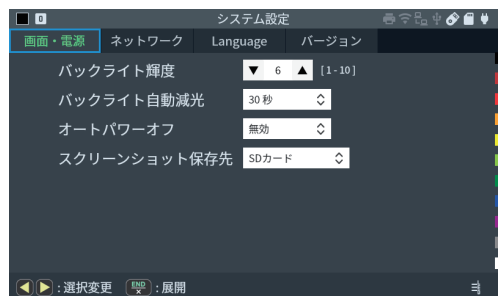 0 システム設定
画面・電源 ネットワーク Language バージョン
バックライト輝度 ▼ 6 ▲ [1-10]
バックライト自動減光 30 秒
オートパワーオフ 無効
スクリーンショット保存先 SDカード
◀ ▶ : 選択変更 END × : 展開